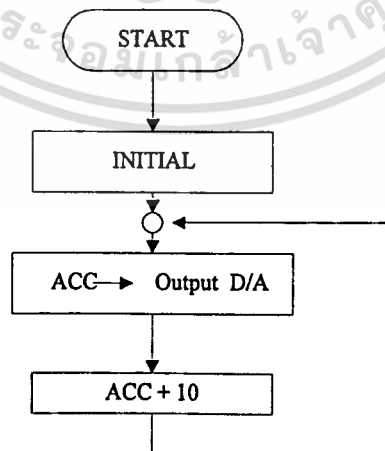 START
INITIAL
ACC → Output D/A
ACC + 10